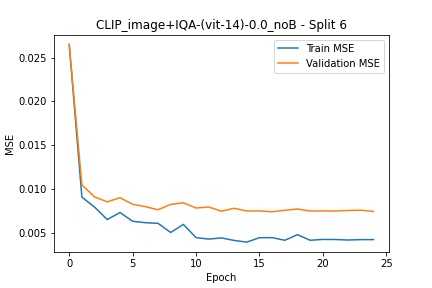 CLIP_image+IQA-(vit-14)-0.0_noB - Split 6
Train MSE
Validation MSE
0.025
0.020
0.015
0.010
0.005
MSE
0
5
10
15
20
25
Epoch